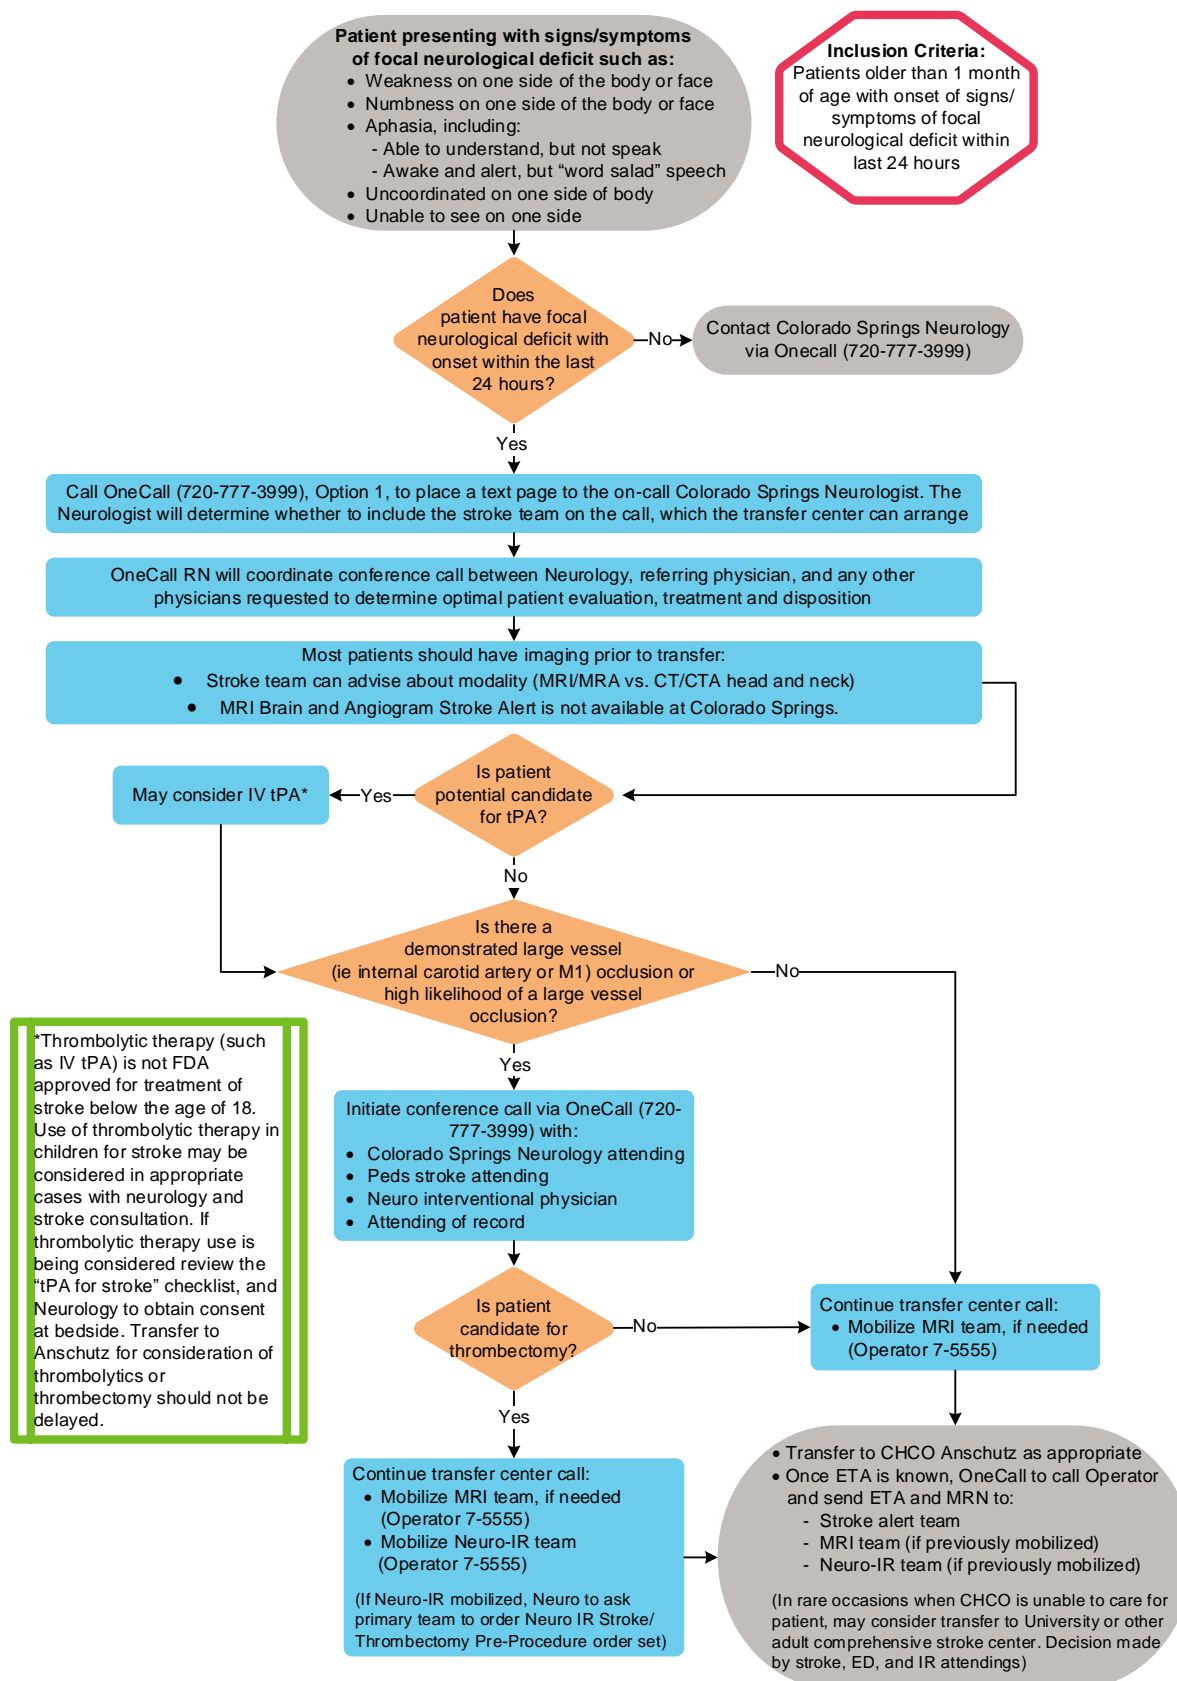 Patient presenting with signs/symptoms
of focal neurological deficit such as:
• Weakness on one side of the body or face
• Numbness on one side of the body or face
• Aphasia, including:
- Able to understand, but not speak
- Awake and alert, but “word salad” speech
• Uncoordinated on one side of body
• Unable to see on one side
Inclusion Criteria:
Patients older than 1 month
of age with onset of signs/
symptoms of focal
neurological deficit within
last 24 hours
Does
patient have focal
neurological deficit with
onset within the last
24 hours?
No
Contact Colorado Springs Neurology
via Onecall (720-777-3999)
Yes
Call OneCall (720-777-3999), Option 1, to place a text page to the on-call Colorado Springs Neurologist. The
Neurologist will determine whether to include the stroke team on the call, which the transfer center can arrange
OneCall RN will coordinate conference call between Neurology, referring physician, and any other
physicians requested to determine optimal patient evaluation, treatment and disposition
Most patients should have imaging prior to transfer:
• Stroke team can advise about modality (MRI/MRA vs. CT/CTA head and neck)
• MRI Brain and Angiogram Stroke Alert is not available at Colorado Springs.
Is patient
potential candidate
for tPA?
Yes
May consider IV tPA*
No
Is there a
demonstrated large vessel
(ie internal carotid artery or M1) occlusion or
high likelihood of a large vessel
occlusion?
No
Yes
*Thrombolytic therapy (such
as IV tPA) is not FDA
approved for treatment of
stroke below the age of 18.
Use of thrombolytic therapy in
children for stroke may be
considered in appropriate
cases with neurology and
stroke consultation. If
thrombolytic therapy use is
being considered review the
“tPA for stroke” checklist, and
Neurology to obtain consent
at bedside. Transfer to
Anschutz for consideration of
thrombolytics or
thrombectomy should not be
delayed.
Initiate conference call via OneCall (720-
777-3999) with:
• Colorado Springs Neurology attending
• Peds stroke attending
• Neuro interventional physician
• Attending of record
Is patient
candidate for
thrombectomy?
No
Continue transfer center call:
• Mobilize MRI team, if needed
(Operator 7-5555)
Yes
Continue transfer center call:
• Mobilize MRI team, if needed
(Operator 7-5555)
• Mobilize Neuro-IR team
(Operator 7-5555)
(If Neuro-IR mobilized, Neuro to ask
primary team to order Neuro IR Stroke/
Thrombectomy Pre-Procedure order set)
• Transfer to CHCO Anschutz as appropriate
• Once ETA is known, OneCall to call Operator
and send ETA and MRN to:
- Stroke alert team
- MRI team (if previously mobilized)
- Neuro-IR team (if previously mobilized)
(In rare occasions when CHCO is unable to care for
patient, may consider transfer to University or other
adult comprehensive stroke center. Decision made
by stroke, ED, and IR attendings)